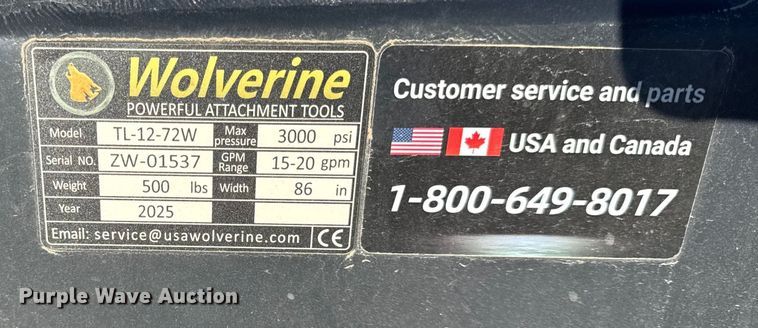 Wolverine
POWERFUL ATTACHMENT TOOLS
Model TL-12-72W Max pressure 3000 psi
Serial NO. ZW-01537 GPM Range 15-20 gpm
Weight 500 lbs Width 86 in
Year 2025
Email: service@usawolverine.com CE
Customer service and parts
USA and Canada
1-800-649-8017
Purple Wave Auction